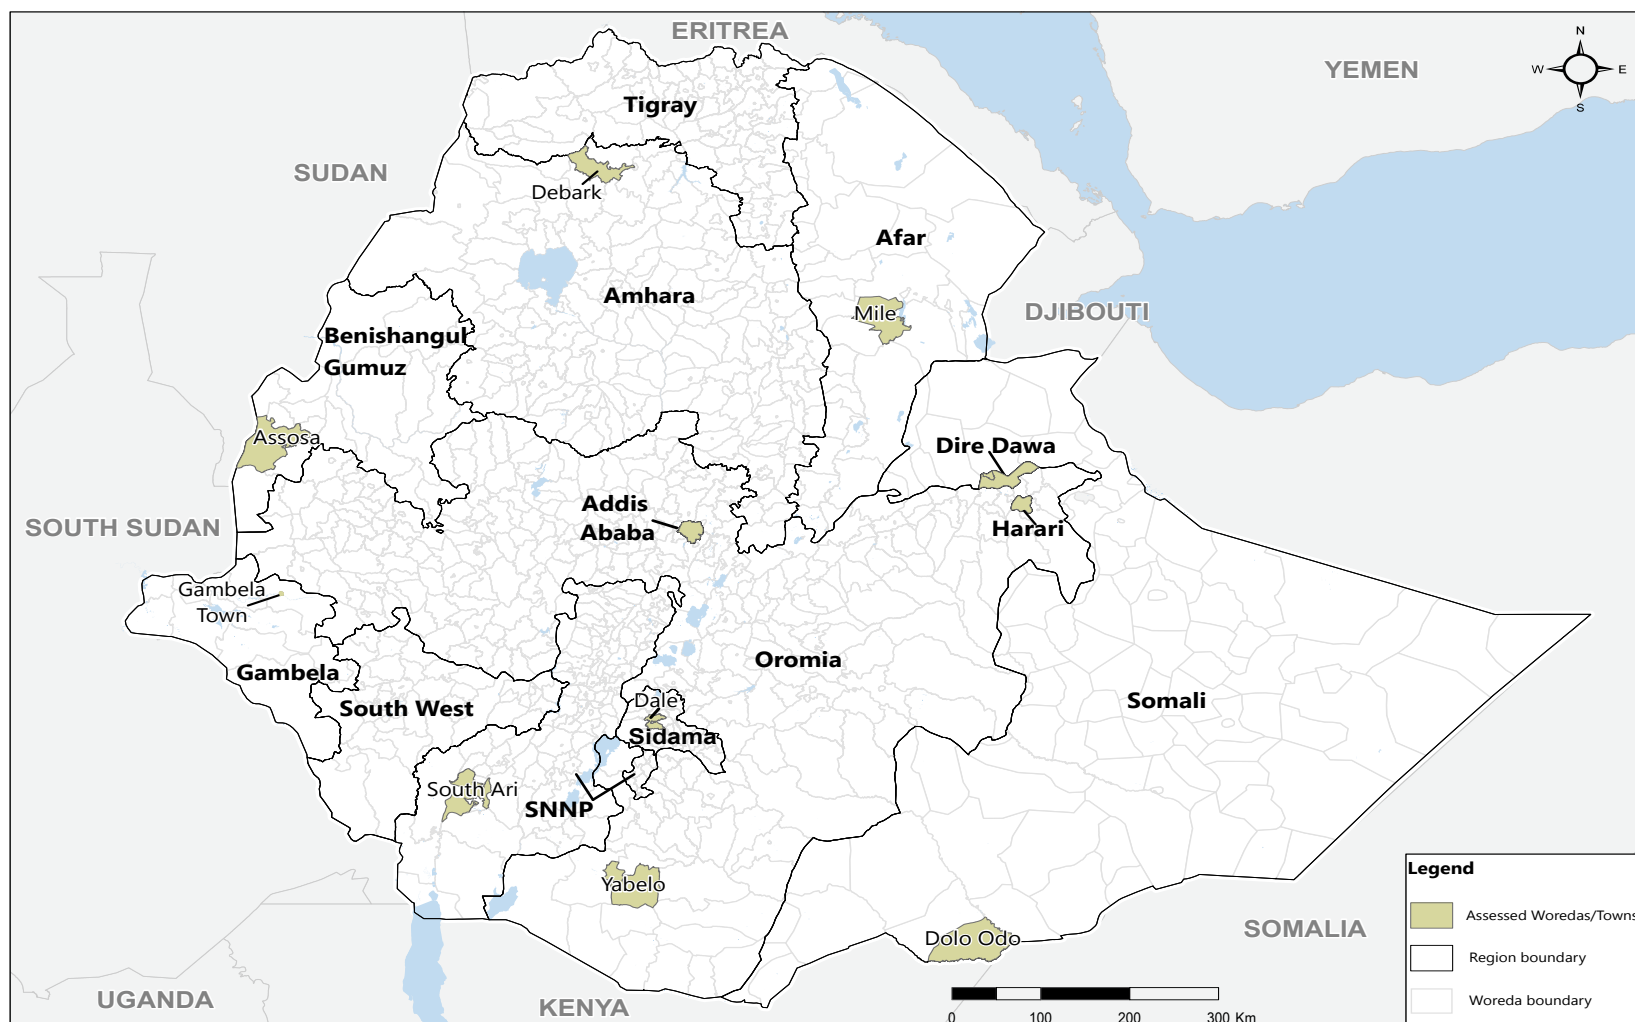 ERITREA
N
W
E
S
YEMEN
Tigray
SUDAN
Debark
Afar
Amhara
Mile
DJIBOUTI
Benishangul
Gumuz
Assosa
Dire Dawa
Addis
Ababa
SOUTH SUDAN
Harari
Gambela
Town
Oromia
Gambela
South West
Dale
Somali
Sidama
South Ari
SNNP
Yabelo
Dolo Odo
SOMALIA
UGANDA
KENYA
Legend
Assessed Woredas/Towns
Region boundary
Woreda boundary
0 100 200 300 Km